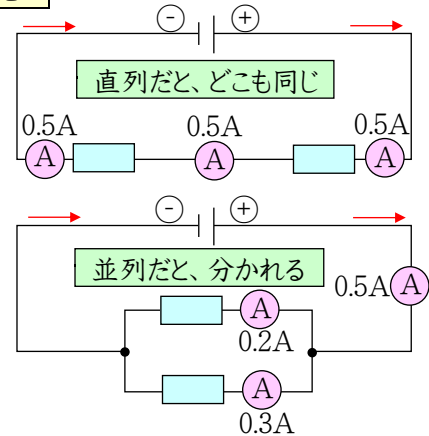 - +
直列だと、どこも同じ
0.5A 0.5A 0.5A
A A A
- +
並列だと、分かれる
0.5A A
A
0.2A
A
0.3A